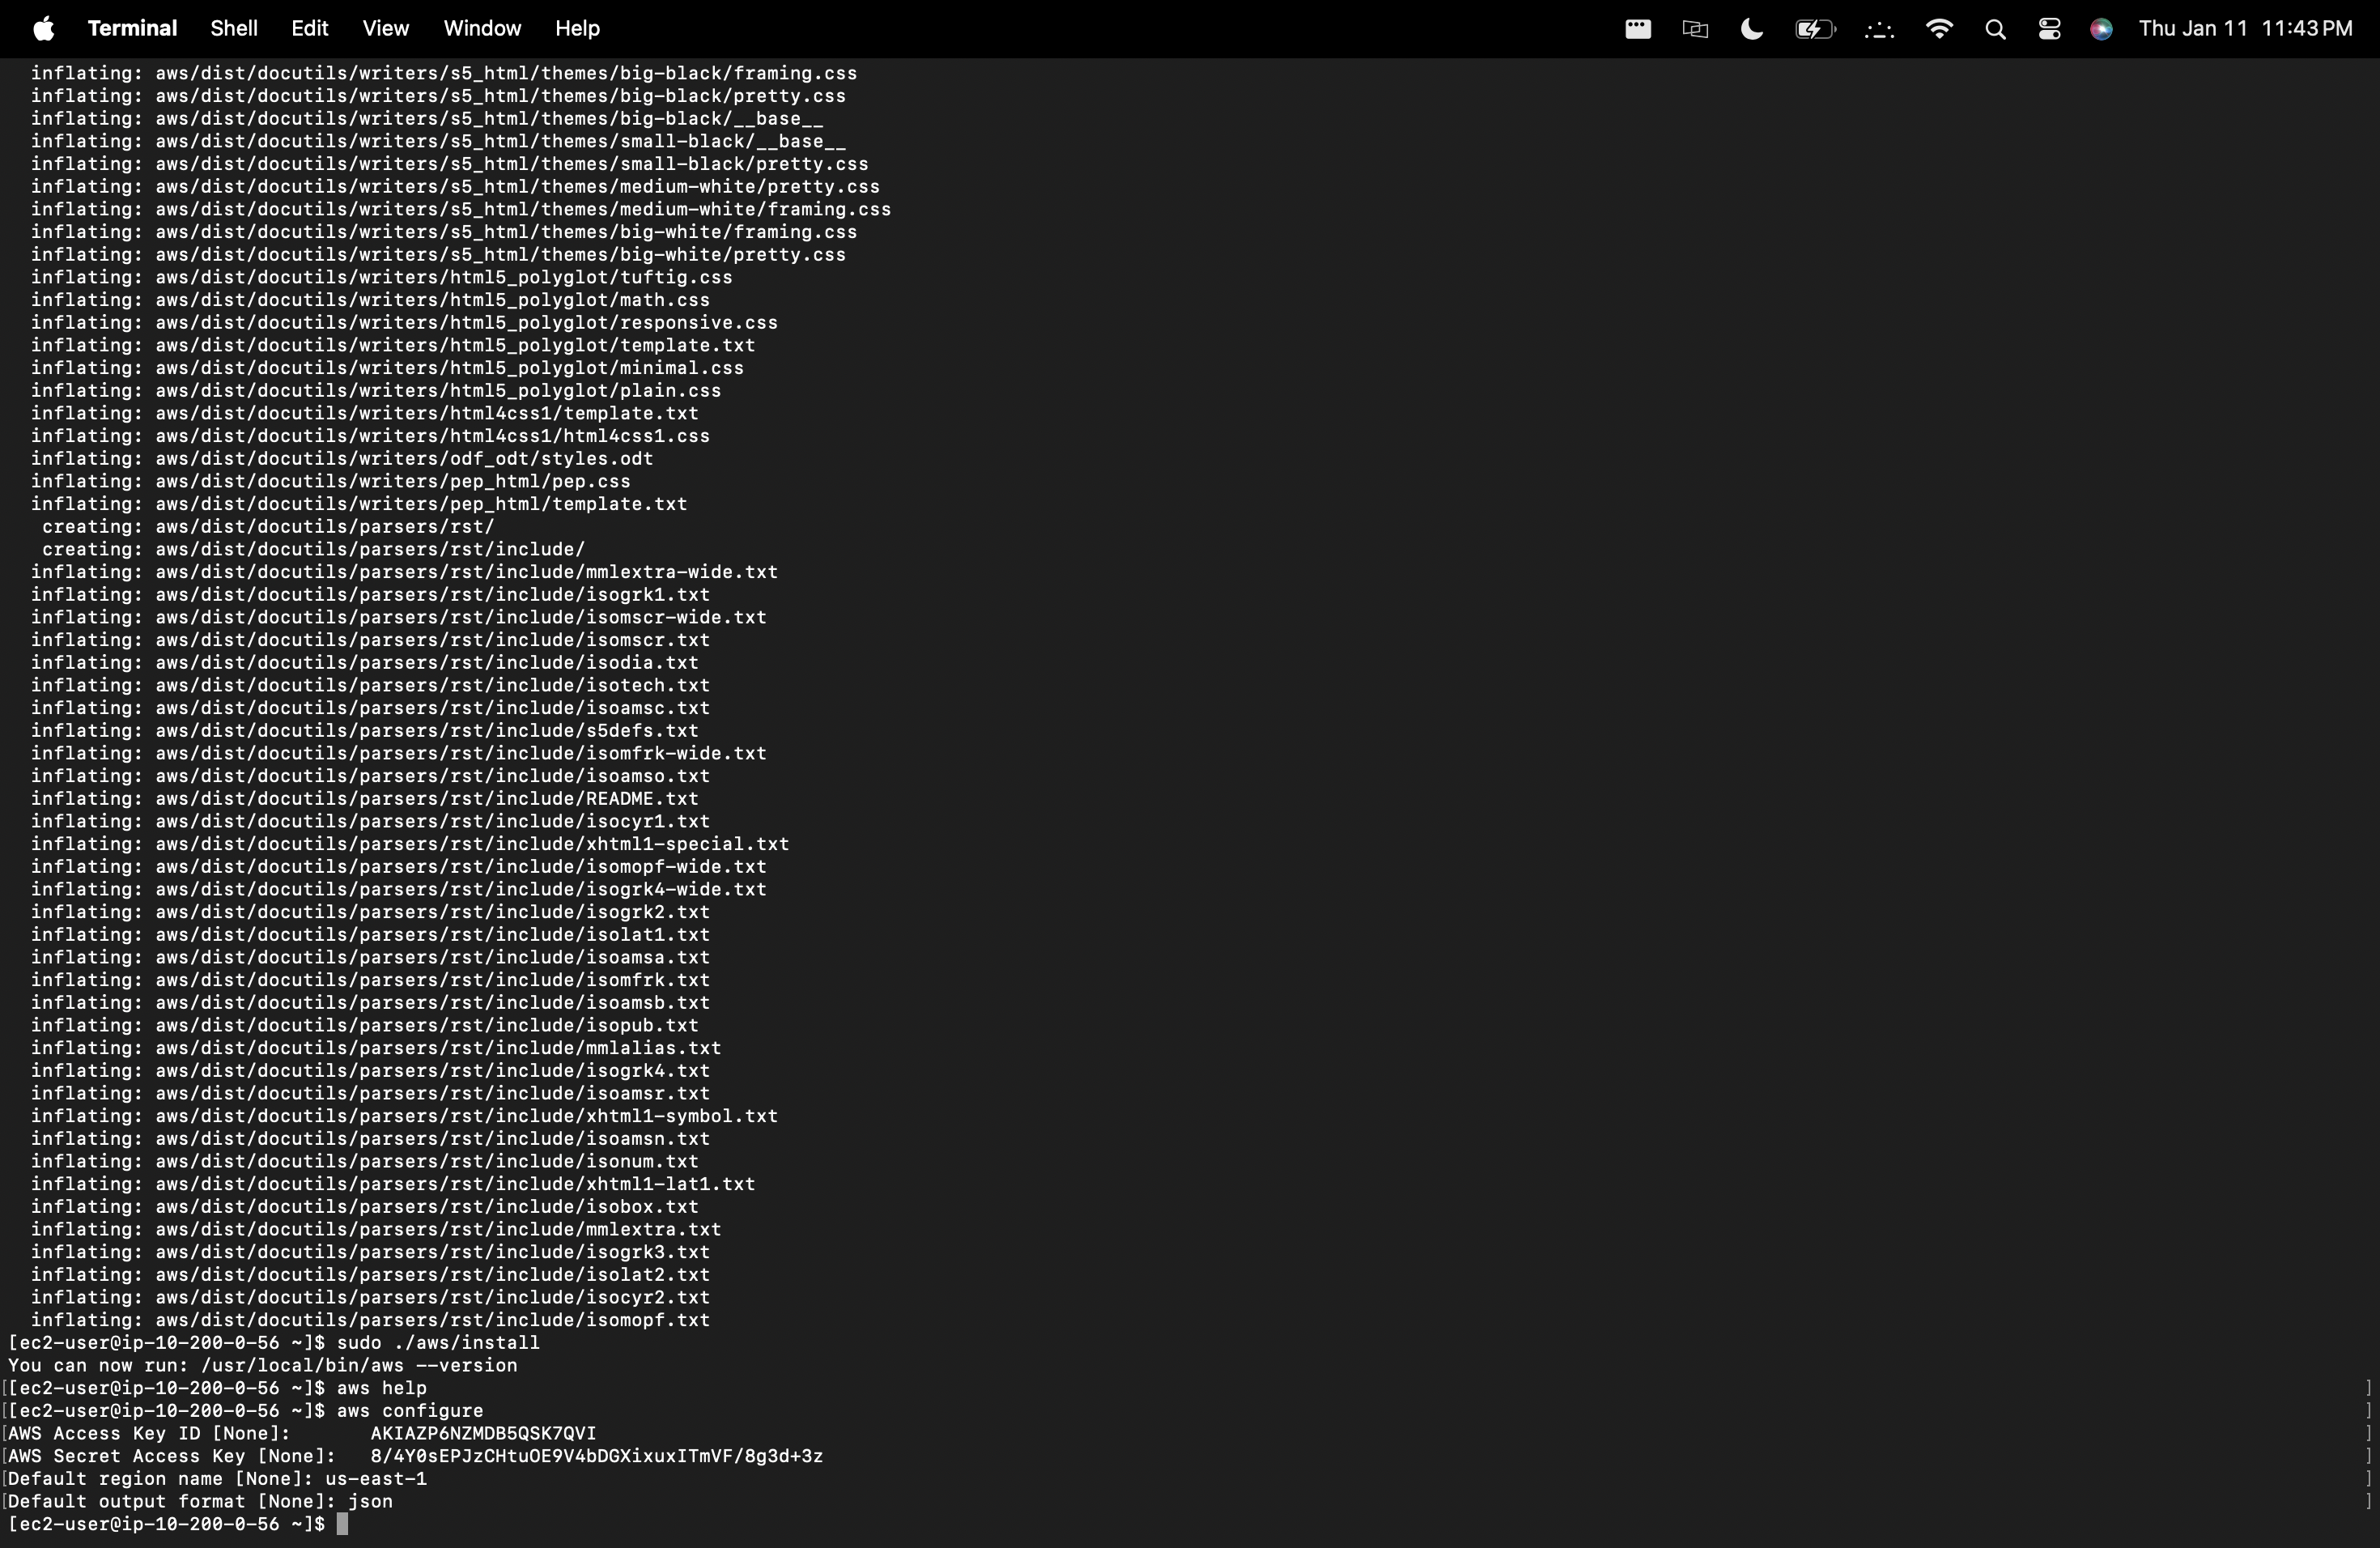 Terminal Shell Edit View Window Help Thu Jan 11 11:43 PM
inflating: aws/dist/docutils/writers/s5_html/themes/big-black/framing.css
inflating: aws/dist/docutils/writers/s5_html/themes/big-black/pretty.css
inflating: aws/dist/docutils/writers/s5_html/themes/big-black/__base__
inflating: aws/dist/docutils/writers/s5_html/themes/small-black/__base__
inflating: aws/dist/docutils/writers/s5_html/themes/small-black/pretty.css
inflating: aws/dist/docutils/writers/s5_html/themes/medium-white/pretty.css
inflating: aws/dist/docutils/writers/s5_html/themes/medium-white/framing.css
inflating: aws/dist/docutils/writers/s5_html/themes/big-white/framing.css
inflating: aws/dist/docutils/writers/s5_html/themes/big-white/pretty.css
inflating: aws/dist/docutils/writers/html5_polyglot/tuftig.css
inflating: aws/dist/docutils/writers/html5_polyglot/math.css
inflating: aws/dist/docutils/writers/html5_polyglot/responsive.css
inflating: aws/dist/docutils/writers/html5_polyglot/template.txt
inflating: aws/dist/docutils/writers/html5_polyglot/minimal.css
inflating: aws/dist/docutils/writers/html5_polyglot/plain.css
inflating: aws/dist/docutils/writers/html4css1/template.txt
inflating: aws/dist/docutils/writers/html4css1/html4css1.css
inflating: aws/dist/docutils/writers/odf_odt/styles.odt
inflating: aws/dist/docutils/writers/pep_html/pep.css
inflating: aws/dist/docutils/writers/pep_html/template.txt
creating: aws/dist/docutils/parsers/rst/
creating: aws/dist/docutils/parsers/rst/include/
inflating: aws/dist/docutils/parsers/rst/include/mmlextra-wide.txt
inflating: aws/dist/docutils/parsers/rst/include/isogrk1.txt
inflating: aws/dist/docutils/parsers/rst/include/isomscr-wide.txt
inflating: aws/dist/docutils/parsers/rst/include/isomscr.txt
inflating: aws/dist/docutils/parsers/rst/include/isodia.txt
inflating: aws/dist/docutils/parsers/rst/include/isotech.txt
inflating: aws/dist/docutils/parsers/rst/include/isoamsc.txt
inflating: aws/dist/docutils/parsers/rst/include/s5defs.txt
inflating: aws/dist/docutils/parsers/rst/include/isomfrk-wide.txt
inflating: aws/dist/docutils/parsers/rst/include/isoamso.txt
inflating: aws/dist/docutils/parsers/rst/include/README.txt
inflating: aws/dist/docutils/parsers/rst/include/isocyr1.txt
inflating: aws/dist/docutils/parsers/rst/include/xhtml1-special.txt
inflating: aws/dist/docutils/parsers/rst/include/isomopf-wide.txt
inflating: aws/dist/docutils/parsers/rst/include/isogrk4-wide.txt
inflating: aws/dist/docutils/parsers/rst/include/isogrk2.txt
inflating: aws/dist/docutils/parsers/rst/include/isolat1.txt
inflating: aws/dist/docutils/parsers/rst/include/isoamsa.txt
inflating: aws/dist/docutils/parsers/rst/include/isomfrk.txt
inflating: aws/dist/docutils/parsers/rst/include/isoamsb.txt
inflating: aws/dist/docutils/parsers/rst/include/isopub.txt
inflating: aws/dist/docutils/parsers/rst/include/mmlalias.txt
inflating: aws/dist/docutils/parsers/rst/include/isogrk4.txt
inflating: aws/dist/docutils/parsers/rst/include/isoamsr.txt
inflating: aws/dist/docutils/parsers/rst/include/xhtml1-symbol.txt
inflating: aws/dist/docutils/parsers/rst/include/isoamsn.txt
inflating: aws/dist/docutils/parsers/rst/include/isonum.txt
inflating: aws/dist/docutils/parsers/rst/include/xhtml1-lat1.txt
inflating: aws/dist/docutils/parsers/rst/include/isobox.txt
inflating: aws/dist/docutils/parsers/rst/include/mmlextra.txt
inflating: aws/dist/docutils/parsers/rst/include/isogrk3.txt
inflating: aws/dist/docutils/parsers/rst/include/isolat2.txt
inflating: aws/dist/docutils/parsers/rst/include/isocyr2.txt
inflating: aws/dist/docutils/parsers/rst/include/isomopf.txt
[ec2-user@ip-10-200-0-56 ~]$ sudo ./aws/install
You can now run: /usr/local/bin/aws --version
[[ec2-user@ip-10-200-0-56 ~]$ aws help ]
[[ec2-user@ip-10-200-0-56 ~]$ aws configure ]
[AWS Access Key ID [None]: AKIAZP6NZMDB5QSK7QVI ]
[AWS Secret Access Key [None]: 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 ]
[Default region name [None]: us-east-1 ]
[Default output format [None]: json ]
[ec2-user@ip-10-200-0-56 ~]$